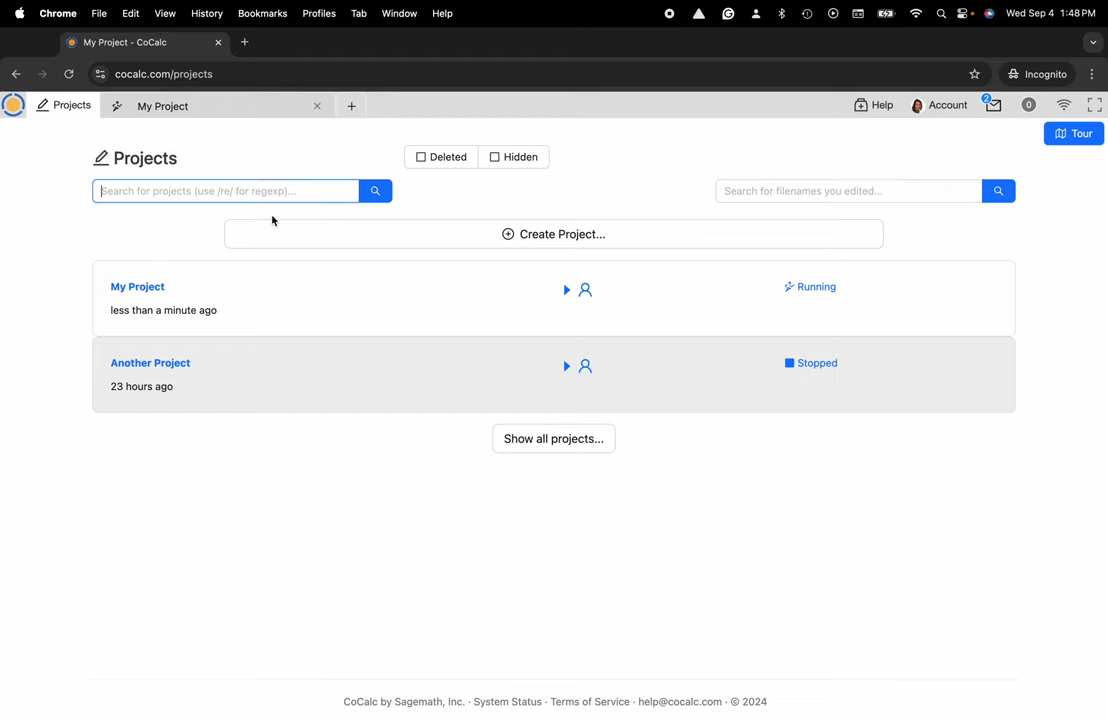 Chrome File Edit View History Bookmarks Profiles Tab Window Help Wed Sep 4 1:48 PM
My Project - CoCalc
cocalc.com/projects Incognito
Projects My Project Help Account 2 0
Tour
Projects Deleted Hidden
Search for projects (use /re/ for regexp)... Search for filenames you edited...
Create Project...
My Project Running
less than a minute ago
Another Project Stopped
23 hours ago
Show all projects...
CoCalc by Sagemath, Inc. · System Status · Terms of Service · help@cocalc.com · © 2024